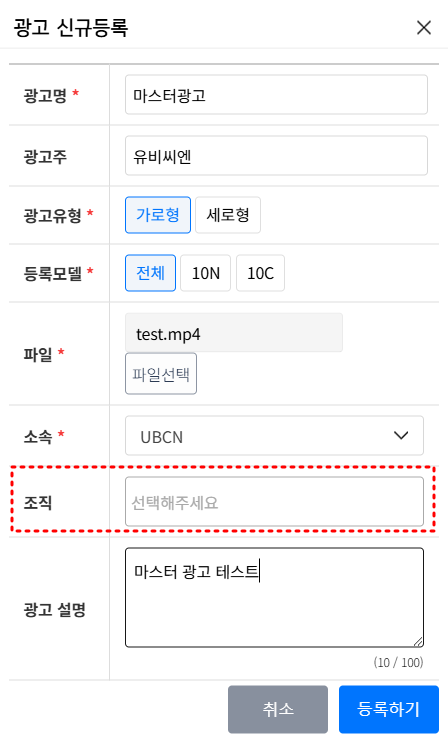 광고 신규등록
광고명 * 마스터광고
광고주 유비씨엔
광고유형 * 가로형 세로형
등록모델 * 전체 10N 10C
파일 * test.mp4
파일선택
소속 * UBCN
조직 선택해주세요
광고 설명 마스터 광고 테스트
(10 / 100)
취소 등록하기